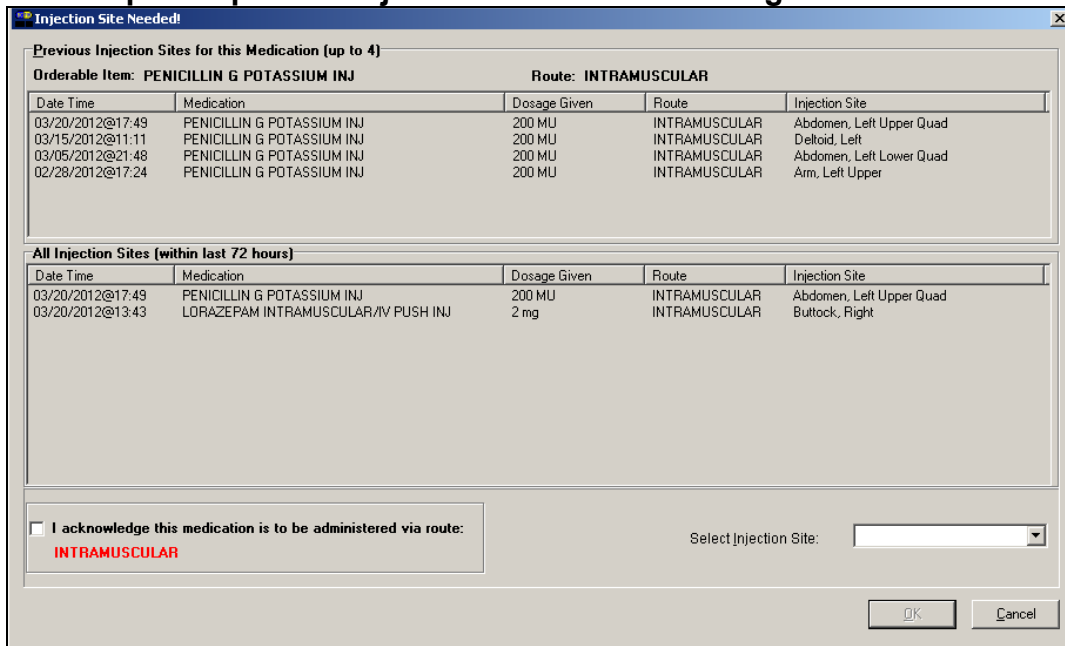 Injection Site Needed!
Previous Injection Sites for this Medication (up to 4)
Orderable Item: PENICILLIN G POTASSIUM INJ Route: INTRAMUSCULAR
Date Time Medication Dosage Given Route Injection Site
03/20/2012@17:49 PENICILLIN G POTASSIUM INJ 200 MU INTRAMUSCULAR Abdomen, Left Upper Quad
03/15/2012@11:11 PENICILLIN G POTASSIUM INJ 200 MU INTRAMUSCULAR Deltoid, Left
03/05/2012@21:48 PENICILLIN G POTASSIUM INJ 200 MU INTRAMUSCULAR Abdomen, Left Lower Quad
02/28/2012@17:24 PENICILLIN G POTASSIUM INJ 200 MU INTRAMUSCULAR Arm, Left Upper
All Injection Sites (within last 72 hours)
Date Time Medication Dosage Given Route Injection Site
03/20/2012@17:49 PENICILLIN G POTASSIUM INJ 200 MU INTRAMUSCULAR Abdomen, Left Upper Quad
03/20/2012@13:43 LORAZEPAM INTRAMUSCULAR/IV PUSH INJ 2 mg INTRAMUSCULAR Buttock, Right
I acknowledge this medication is to be administered via route:
INTRAMUSCULAR
Select Injection Site:
OK Cancel